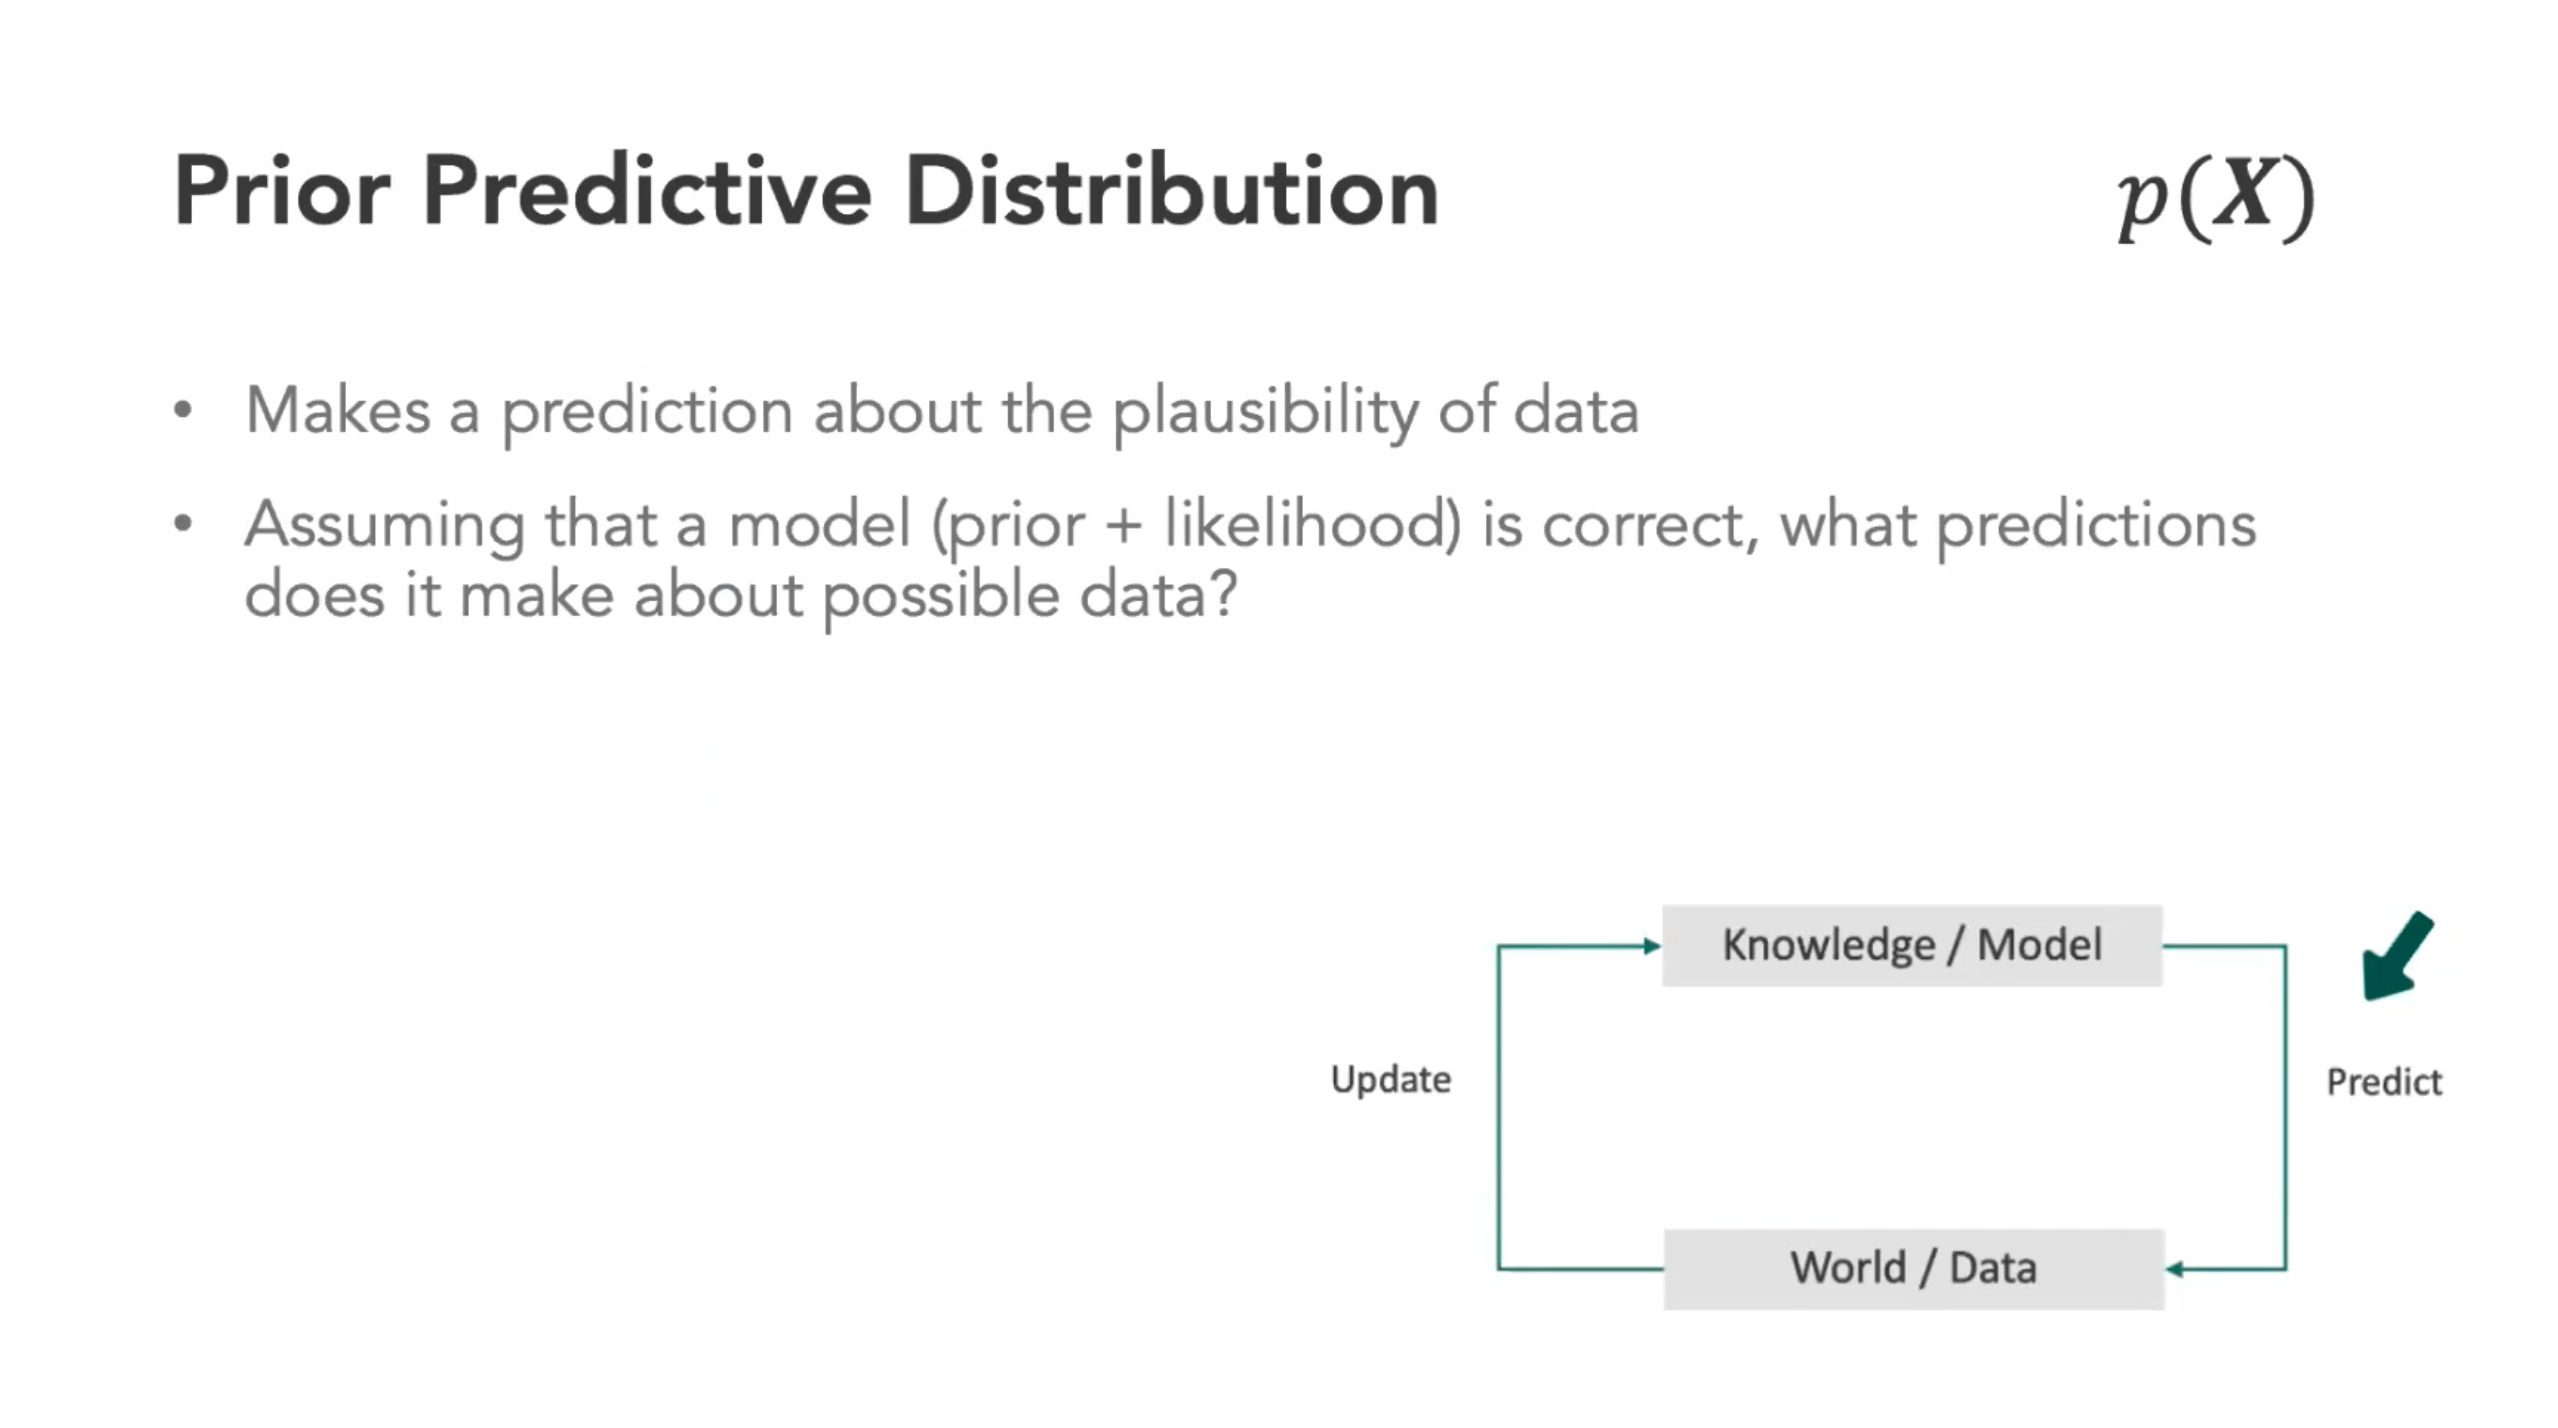 Prior Predictive Distribution
p(X)
• Makes a prediction about the plausibility of data
• Assuming that a model (prior + likelihood) is correct, what predictions
does it make about possible data?
Knowledge / Model
Update
Predict
World / Data